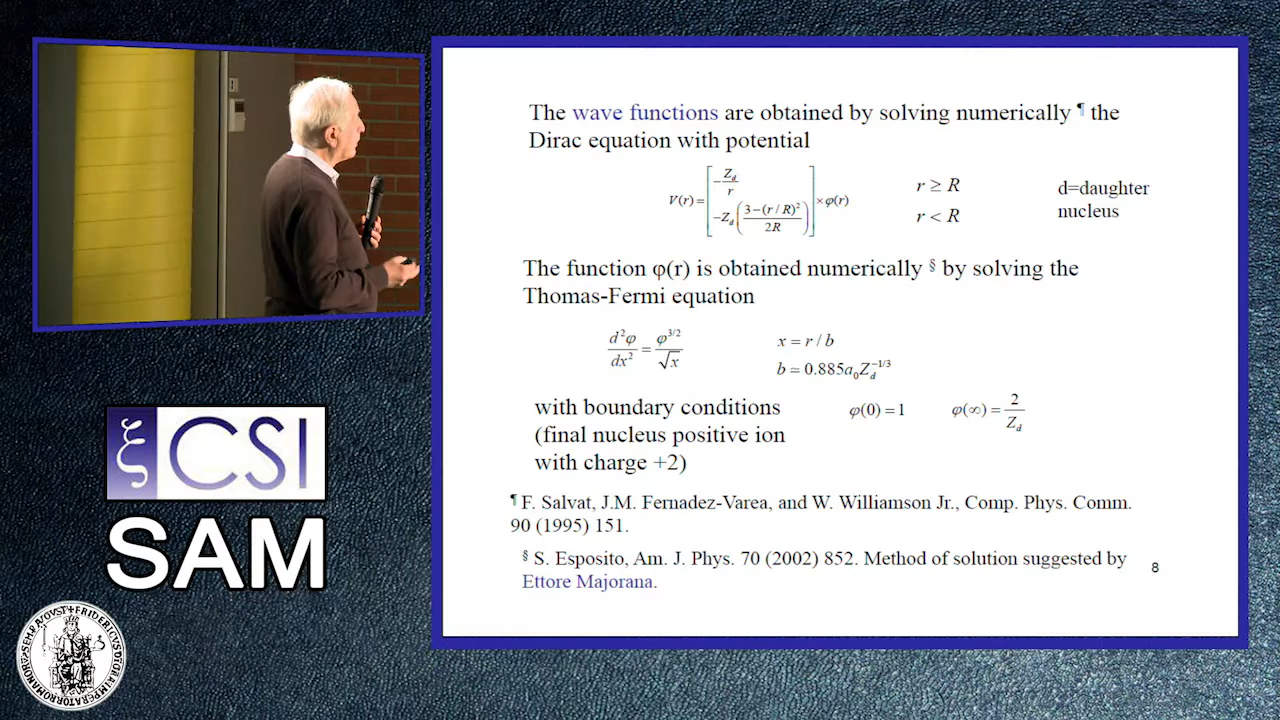 The wave functions are obtained by solving numerically ¶ the
Dirac equation with potential
V(r) = [ −Z_d / r ; −Z_d ( (3 − (r / R)²) / 2R ) ] × φ(r)
r ≥ R
r < R
d=daughter
nucleus
The function φ(r) is obtained numerically § by solving the
Thomas-Fermi equation
d²φ / dx² = φ^3/2 / √x
x = r / b
b ≃ 0.885a₀Z_d^−1/3
with boundary conditions
(final nucleus positive ion
with charge +2)
φ(0) = 1
φ(∞) = 2 / Z_d
¶ F. Salvat, J.M. Fernadez-Varea, and W. Williamson Jr., Comp. Phys. Comm.
90 (1995) 151.
§ S. Esposito, Am. J. Phys. 70 (2002) 852. Method of solution suggested by
Ettore Majorana.
8
ξ CSI
SAM